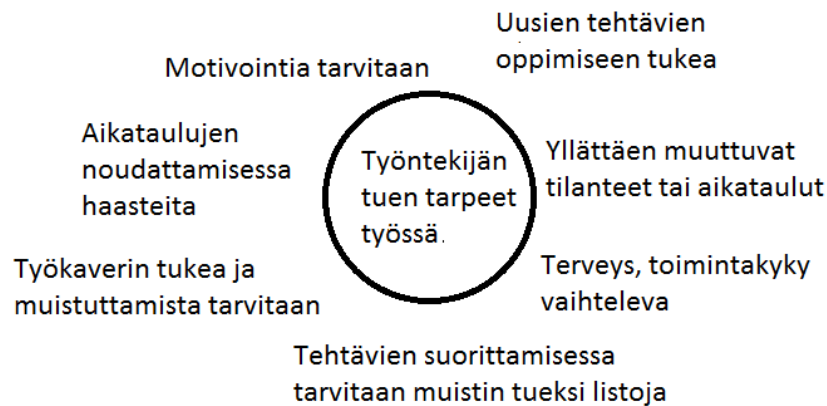 Uusien tehtävien
oppimiseen tukea
Motivointia tarvitaan
Aikataulujen
noudattamisessa
haasteita
Työntekijän
tuen tarpeet
työssä.
Yllättäen muuttuvat
tilanteet tai aikataulut
Työkaverin tukea ja
muistuttamista tarvitaan
Terveys, toimintakyky
vaihteleva
Tehtävien suorittamisessa
tarvitaan muistin tueksi listoja